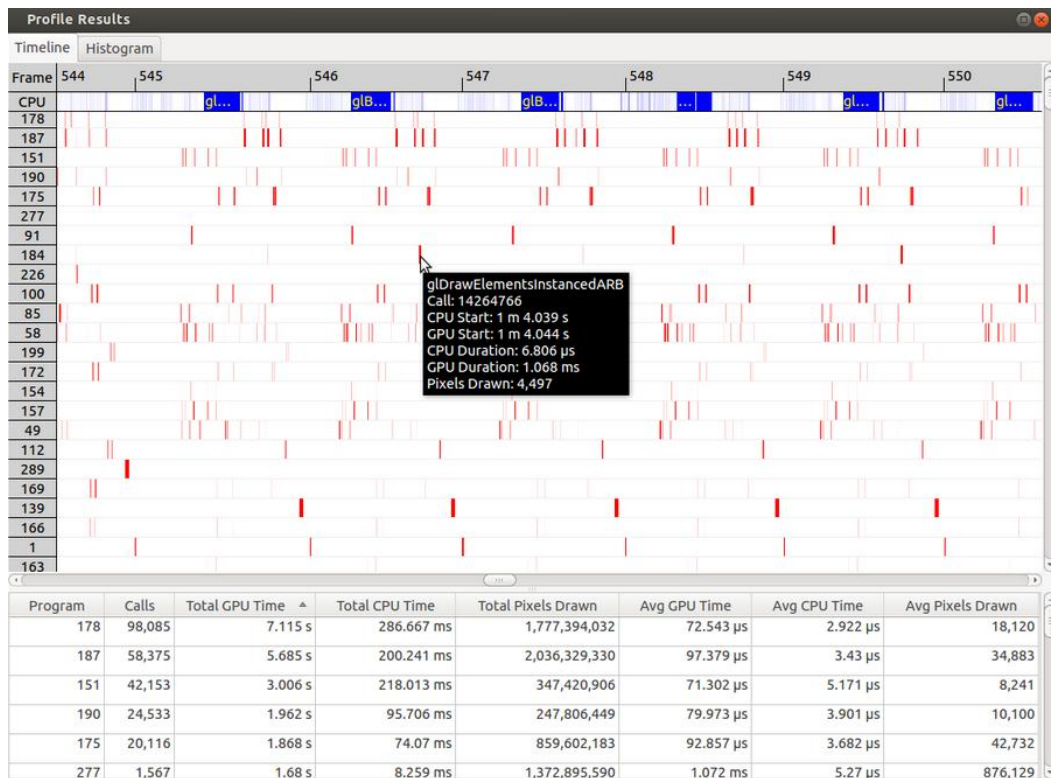 Profile Results
Timeline Histogram
Frame 544 545 546 547 548 549 550
CPU gl... glB... glB... ... gl... gl...
178
187
151
190
175
277
91
184
226
glDrawElementsInstancedARB
Call: 14264766
CPU Start: 1 m 4.039 s
GPU Start: 1 m 4.044 s
CPU Duration: 6.806 µs
GPU Duration: 1.068 ms
Pixels Drawn: 4,497
100
85
58
199
172
154
157
49
112
289
169
139
166
1
163
Program Calls Total GPU Time Total CPU Time Total Pixels Drawn Avg GPU Time Avg CPU Time Avg Pixels Drawn
178 98,085 7.115 s 286.667 ms 1,777,394,032 72.543 µs 2.922 µs 18,120
187 58,375 5.685 s 200.241 ms 2,036,329,330 97.379 µs 3.43 µs 34,883
151 42,153 3.006 s 218.013 ms 347,420,906 71.302 µs 5.171 µs 8,241
190 24,533 1.962 s 95.706 ms 247,806,449 79.973 µs 3.901 µs 10,100
175 20,116 1.868 s 74.07 ms 859,602,183 92.857 µs 3.682 µs 42,732
277 1,567 1.68 s 8.259 ms 1,372,895,590 1.072 ms 5.27 µs 876,129